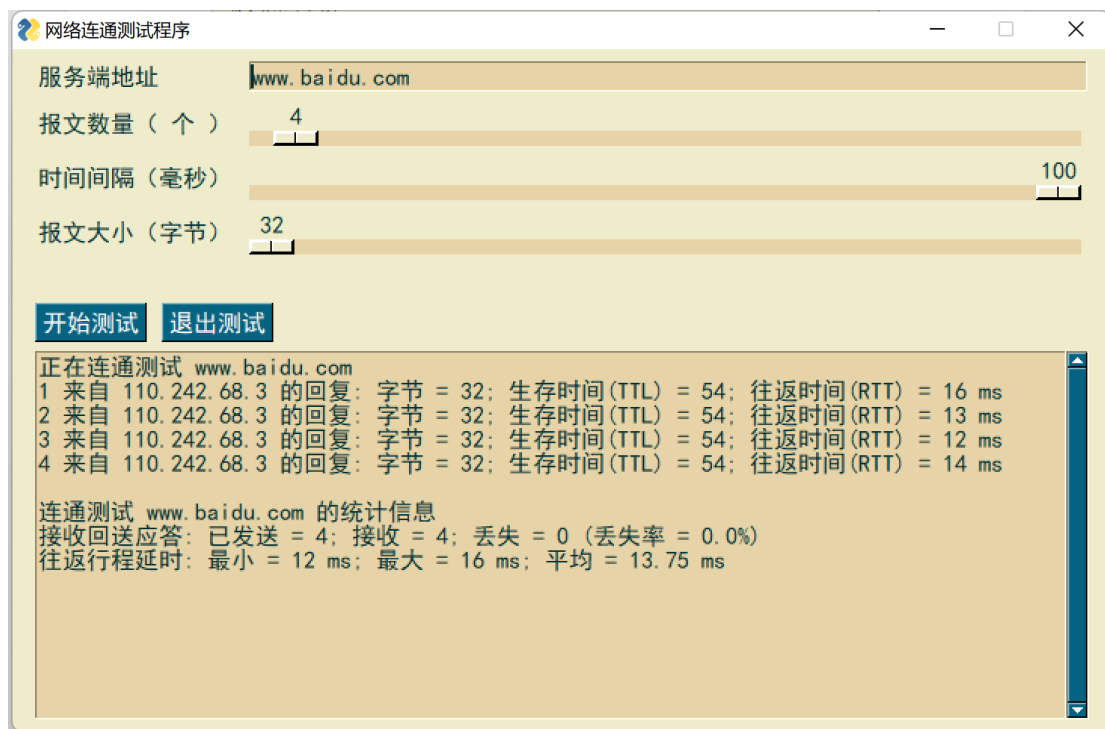 网络连通测试程序
服务端地址 www.baidu.com
报文数量（ 个 ） 4
时间间隔（毫秒） 100
报文大小（字节） 32
开始测试 退出测试
正在连通测试 www.baidu.com
1 来自 110.242.68.3 的回复: 字节 = 32; 生存时间(TTL) = 54; 往返时间(RTT) = 16 ms
2 来自 110.242.68.3 的回复: 字节 = 32; 生存时间(TTL) = 54; 往返时间(RTT) = 13 ms
3 来自 110.242.68.3 的回复: 字节 = 32; 生存时间(TTL) = 54; 往返时间(RTT) = 12 ms
4 来自 110.242.68.3 的回复: 字节 = 32; 生存时间(TTL) = 54; 往返时间(RTT) = 14 ms
连通测试 www.baidu.com 的统计信息
接收回送应答: 已发送 = 4; 接收 = 4; 丢失 = 0 (丢失率 = 0.0%)
往返行程延时: 最小 = 12 ms; 最大 = 16 ms; 平均 = 13.75 ms